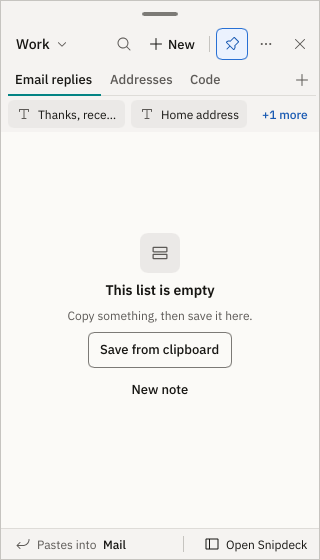 Work
New
Email replies
Addresses
Code
Thanks, rece...
Home address
+1 more
This list is empty
Copy something, then save it here.
Save from clipboard
New note
Pastes into Mail
Open Snipdeck